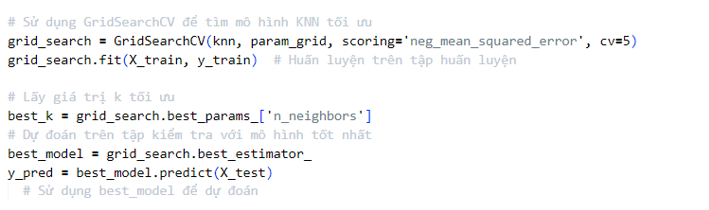 # Sử dụng GridSearchCV để tìm mô hình KNN tối ưu
grid_search = GridSearchCV(knn, param_grid, scoring='neg_mean_squared_error', cv=5)
grid_search.fit(X_train, y_train)  # Huấn luyện trên tập huấn luyện
# Lấy giá trị k tối ưu
best_k = grid_search.best_params_['n_neighbors']
# Dự đoán trên tập kiểm tra với mô hình tốt nhất
best_model = grid_search.best_estimator_
y_pred = best_model.predict(X_test)
# Sử dụng best_model để dự đoán